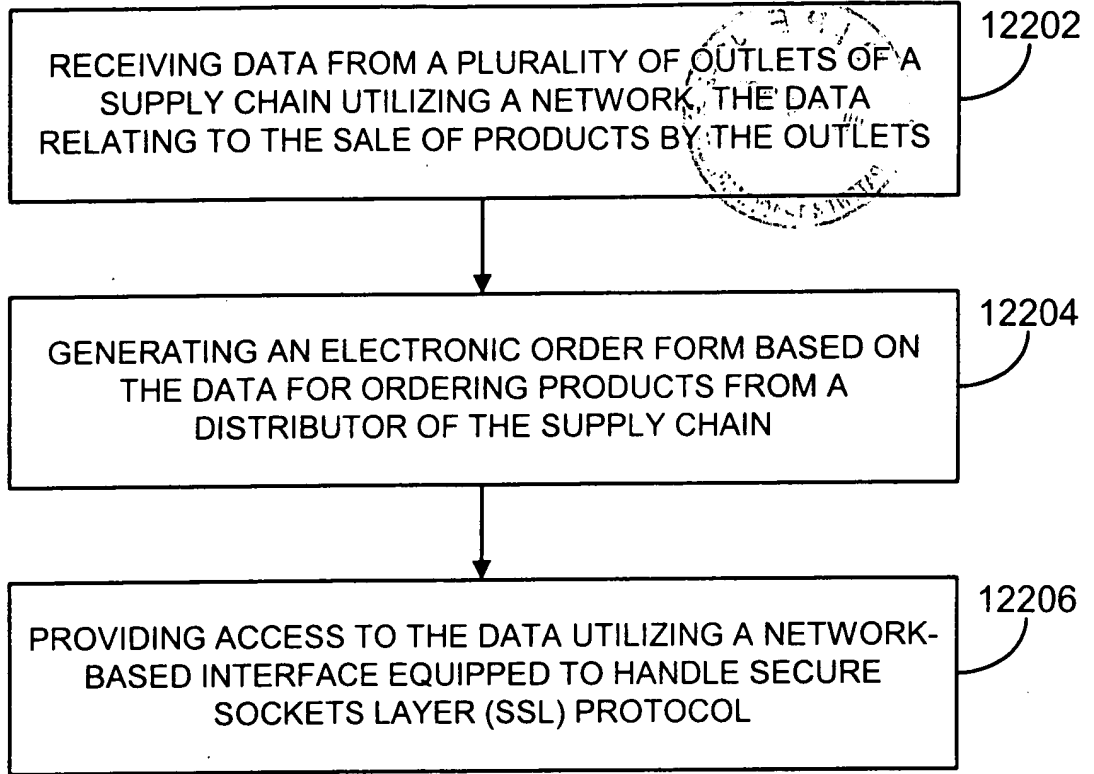 RECEIVING DATA FROM A PLURALITY OF OUTLETS OF A
SUPPLY CHAIN UTILIZING A NETWORK, THE DATA
RELATING TO THE SALE OF PRODUCTS BY THE OUTLETS
12202
GENERATING AN ELECTRONIC ORDER FORM BASED ON
THE DATA FOR ORDERING PRODUCTS FROM A
DISTRIBUTOR OF THE SUPPLY CHAIN
12204
PROVIDING ACCESS TO THE DATA UTILIZING A NETWORK-
BASED INTERFACE EQUIPPED TO HANDLE SECURE
SOCKETS LAYER (SSL) PROTOCOL
12206